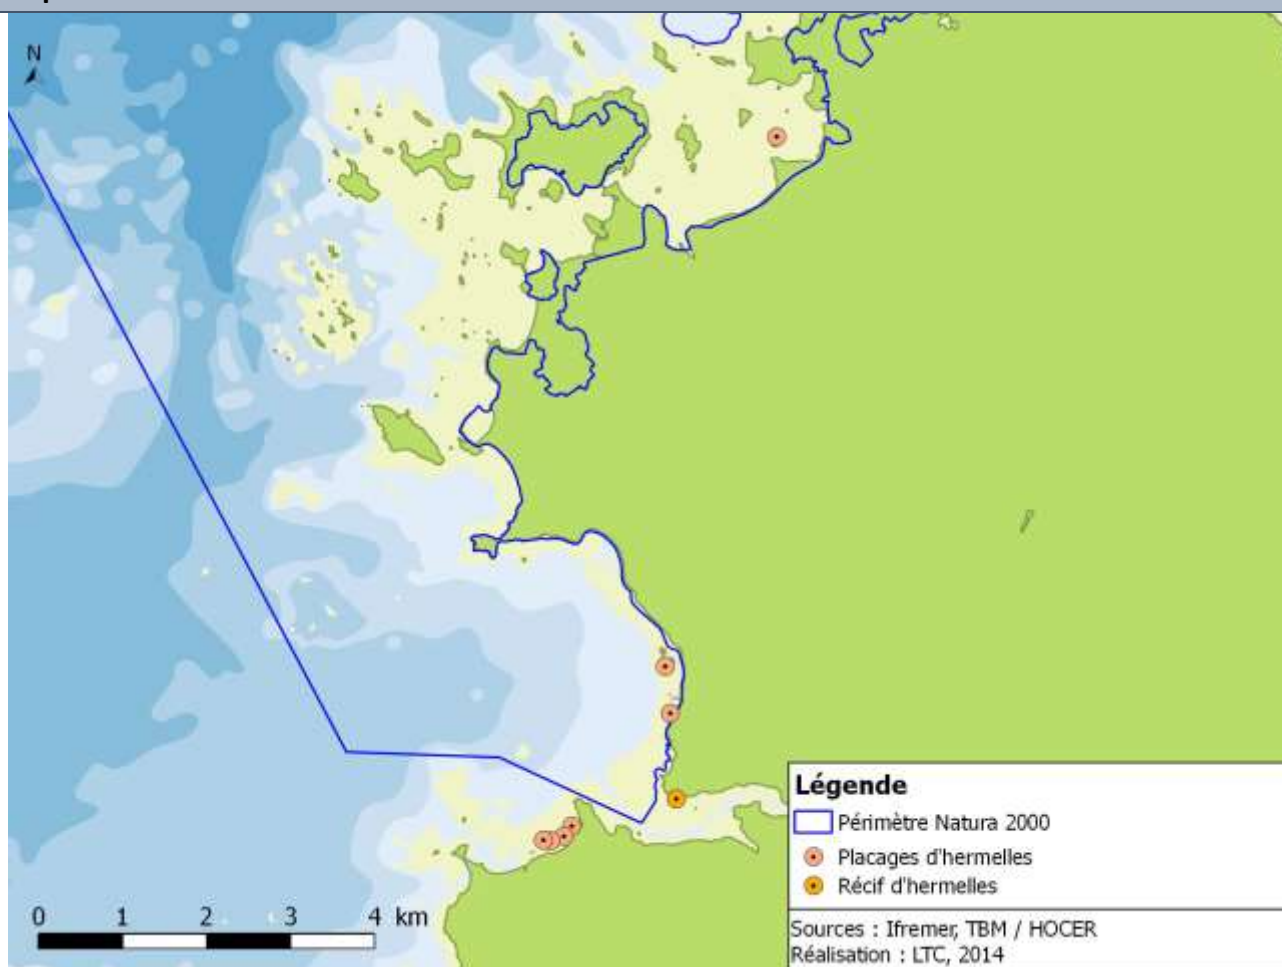 N
Légende
Périmètre Natura 2000
Placages d'hermelles
Récif d'hermelles
0 1 2 3 4 km
Sources : Ifremer, TBM / HOCER
Réalisation : LTC, 2014